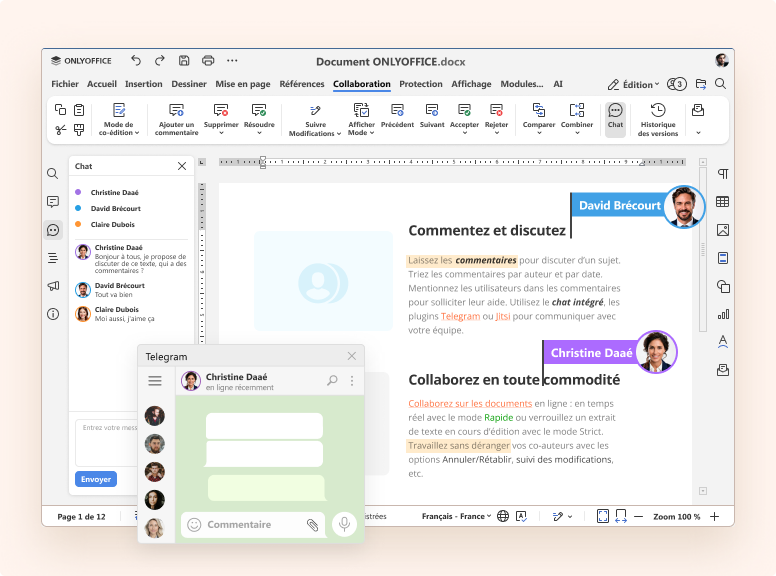 ONLYOFFICE
Document ONLYOFFICE.docx
Fichier Accueil Insertion Dessiner Mise en page Références Collaboration Protection Affichage Modules... AI
Édition
3
Mode de
co-édition
Ajouter un
commentaire
Supprimer
Résoudre
Suivre
Modifications
Afficher
Mode
Précédent
Suivant
Accepter
Rejeter
Comparer
Combiner
Chat
Historique
des versions
Chat
Christine Daaé
David Brécourt
Claire Dubois
Christine Daaé
Bonjour à tous, je propose de
discuter de ce texte, qui a des
commentaires ?
David Brécourt
Tout va bien
Claire Dubois
Moi aussi, j'aime ça
Entrez votre mess
Envoyer
David Brécourt
Commentez et discutez
Laissez les commentaires pour discuter d'un sujet.
Triez les commentaires par auteur et par date.
Mentionnez les utilisateurs dans les commentaires
pour solliciter leur aide. Utilisez le chat intégré, les
plugins Telegram ou Jitsi pour communiquer avec
votre équipe.
Christine Daaé
Collaborez en toute commodité
Collaborez sur les documents en ligne : en temps
réel avec le mode Rapide ou verrouillez un extrait
de texte en cours d'édition avec le mode Strict.
Travaillez sans déranger vos co-auteurs avec les
options Annuler/Rétablir, suivi des modifications,
etc.
Telegram
Christine Daaé
en ligne récemment
Commentaire
Page 1 de 12
istrées
Français - France
Zoom 100 %